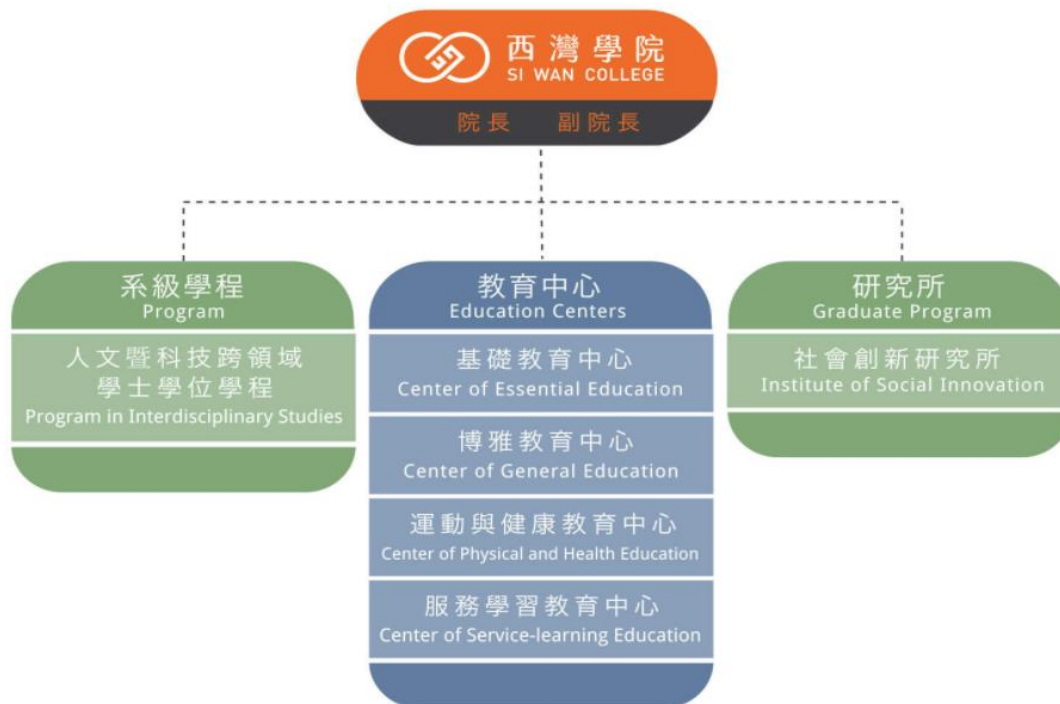 西灣學院
SI WAN COLLEGE
院長 副院長
系級學程
Program
人文暨科技跨領域
學士學位學程
Program in Interdisciplinary Studies
教育中心
Education Centers
基礎教育中心
Center of Essential Education
博雅教育中心
Center of General Education
運動與健康教育中心
Center of Physical and Health Education
服務學習教育中心
Center of Service-learning Education
研究所
Graduate Program
社會創新研究所
Institute of Social Innovation